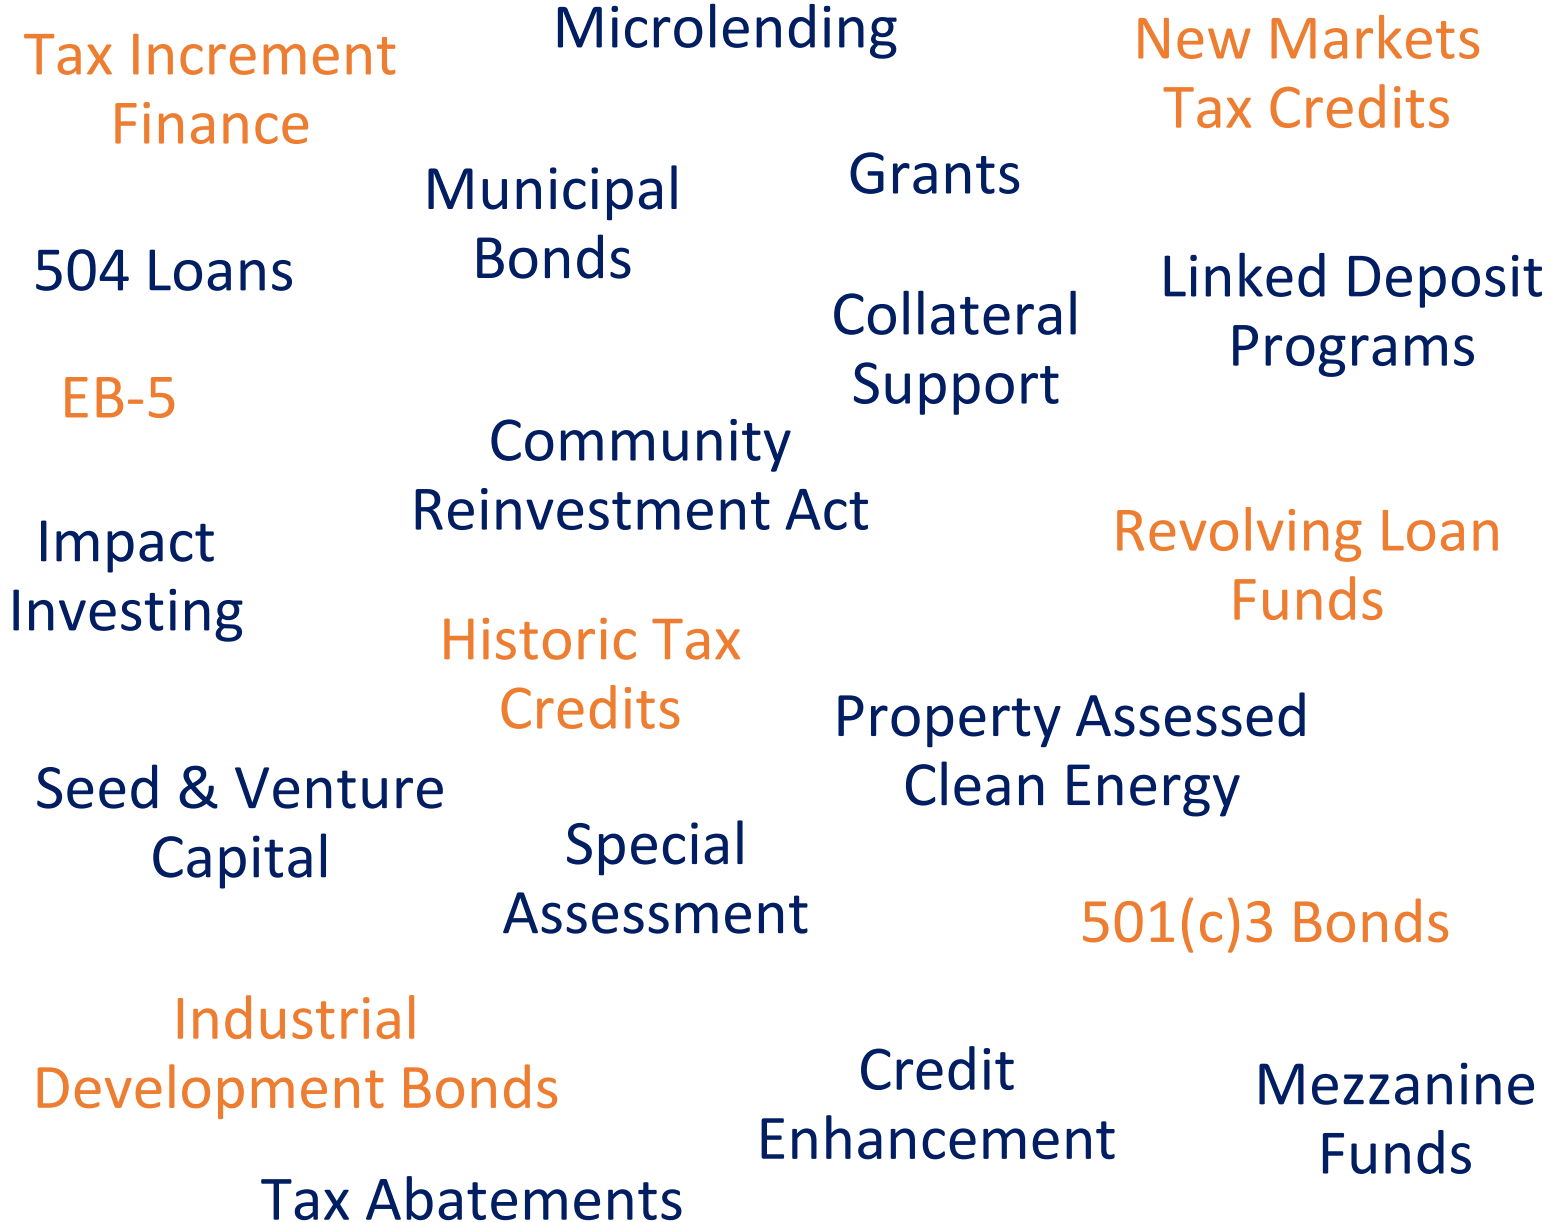 Microlending
Tax Increment
Finance
New Markets
Tax Credits
Municipal
Bonds
Grants
504 Loans
Linked Deposit
Programs
Collateral
Support
EB-5
Community
Reinvestment Act
Impact
Investing
Revolving Loan
Funds
Historic Tax
Credits
Property Assessed
Clean Energy
Seed & Venture
Capital
Special
Assessment
501(c)3 Bonds
Industrial
Development Bonds
Credit
Enhancement
Mezzanine
Funds
Tax Abatements